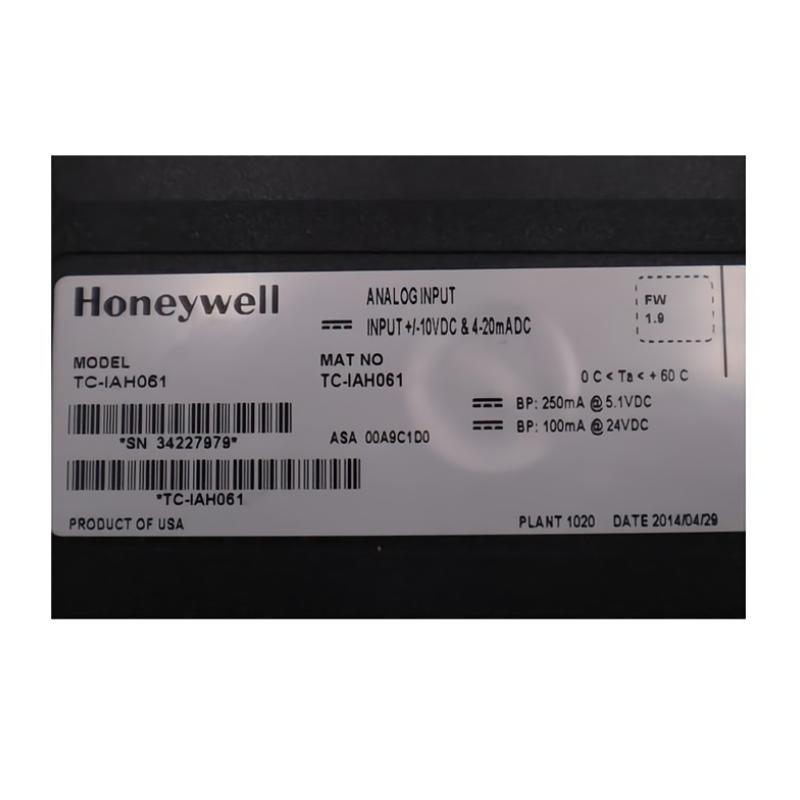 Honeywell
ANALOG INPUT
INPUT +/-10VDC & 4-20mADC
FW
1.9
MODEL
TC-IAH061
MAT NO
TC-IAH061
0 C < Ta < + 60 C
BP: 250mA @ 5.1VDC
BP: 100mA @ 24VDC
*SN 34227979*
ASA 00A9C1D0
*TC-IAH061
PRODUCT OF USA
PLANT 1020 DATE 2014/04/29